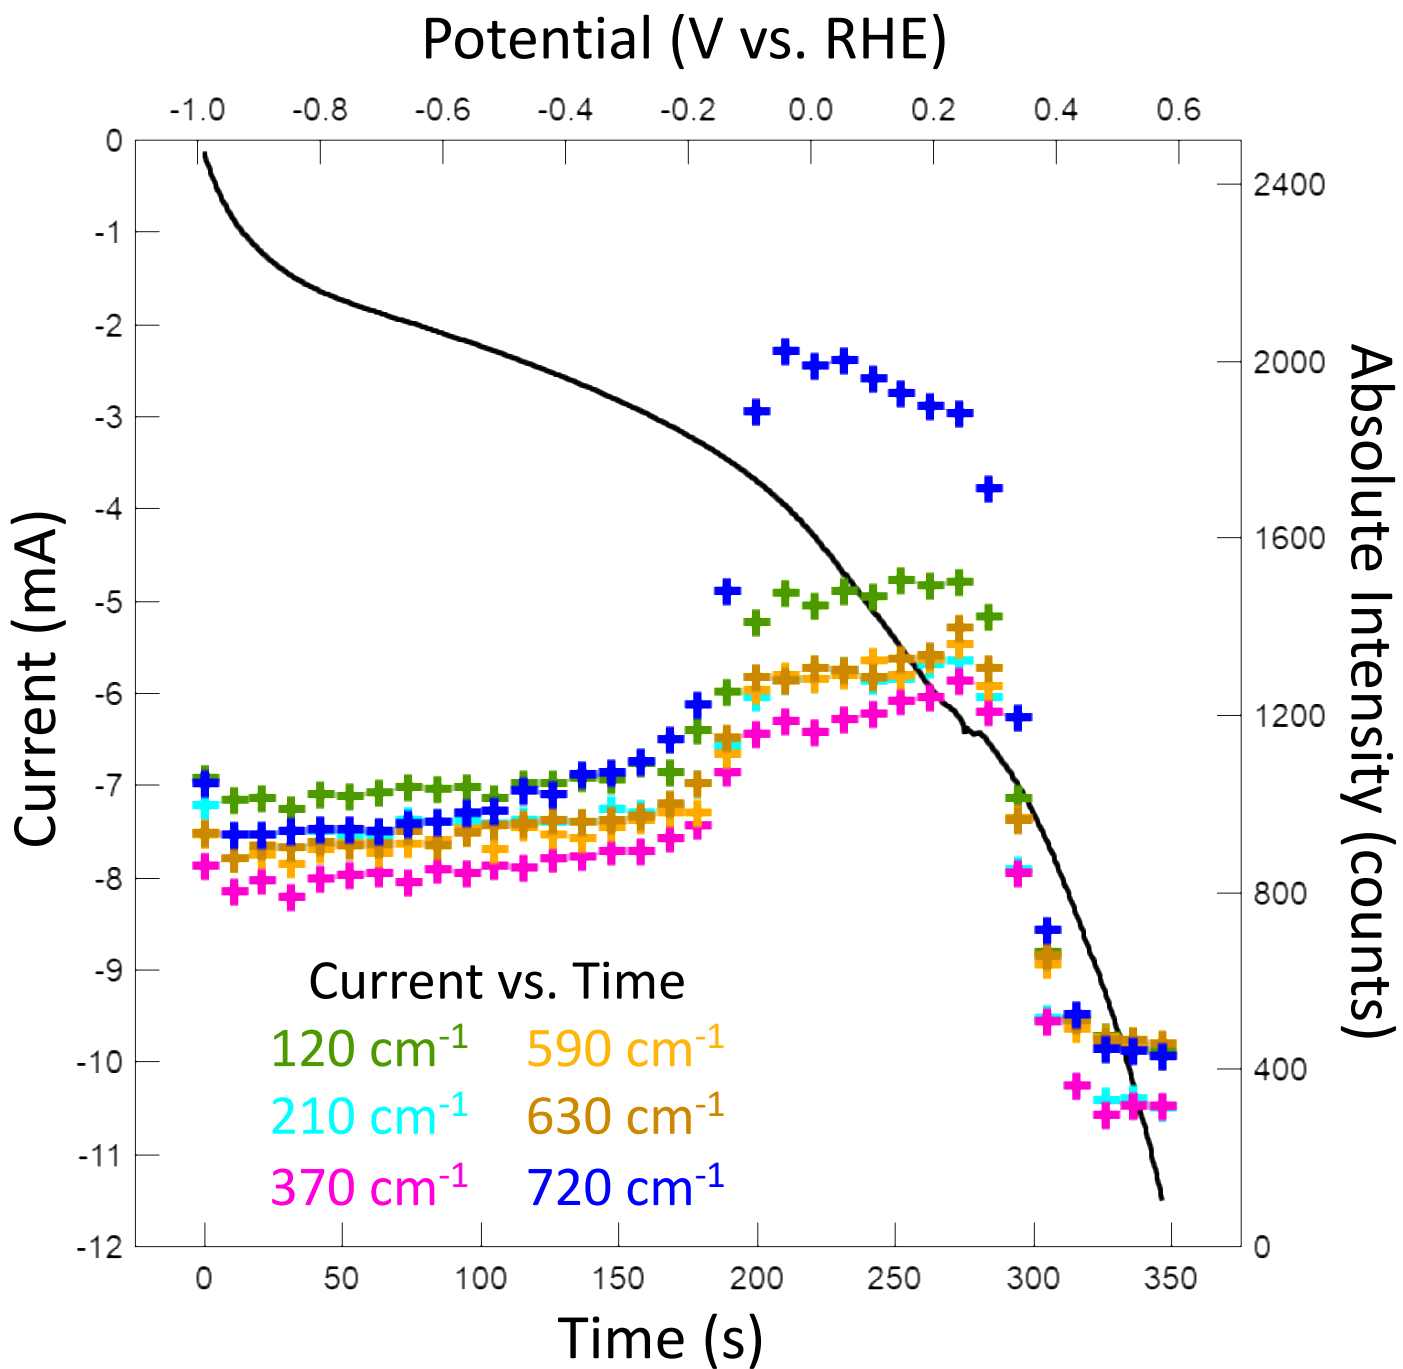 Potential (V vs. RHE)
-1.0 -0.8 -0.6 -0.4 -0.2 0.0 0.2 0.4 0.6
0
-1
-2
-3
-4
-5
-6
-7
-8
-9
-10
-11
-12
Current (mA)
2400
2000
1600
1200
800
400
0
Absolute Intensity (counts)
Current vs. Time
120 cm-1 590 cm-1
210 cm-1 630 cm-1
370 cm-1 720 cm-1
0 50 100 150 200 250 300 350
Time (s)